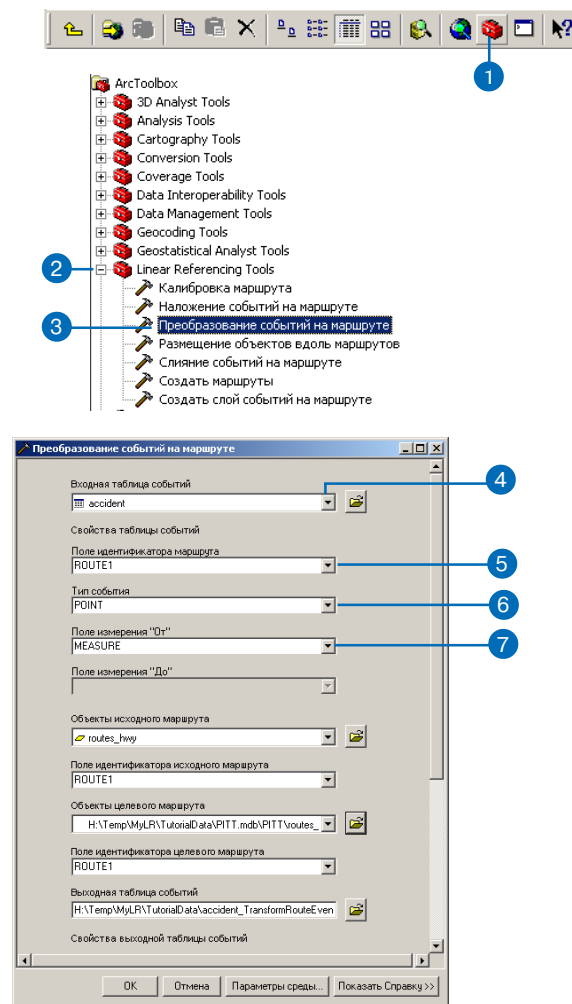 1
ArcToolbox
3D Analyst Tools
Analysis Tools
Cartography Tools
Conversion Tools
Coverage Tools
Data Interoperability Tools
Data Management Tools
Geocoding Tools
Geostatistical Analyst Tools
2
Linear Referencing Tools
Калибровка маршрута
Наложение событий на маршруте
3
Преобразование событий на маршруте
Размещение объектов вдоль маршрутов
Слияние событий на маршруте
Создать маршруты
Создать слой событий на маршруте
Преобразование событий на маршруте
Входная таблица событий
accident
4
Свойства таблицы событий
Поле идентификатора маршрута
ROUTE1
5
Тип события
POINT
6
Поле измерения "От"
MEASURE
7
Поле измерения "До"
Объекты исходного маршрута
routes_hwy
Поле идентификатора исходного маршрута
ROUTE1
Объекты целевого маршрута
H:\Temp\MyLR\TutorialData\PITT.mdb\PITT\routes_
Поле идентификатора целевого маршрута
ROUTE1
Выходная таблица событий
H:\Temp\MyLR\TutorialData\accident_TransformRouteEven
Свойства выходной таблицы событий
OK
Отмена
Параметры среды...
Показать Справку >>